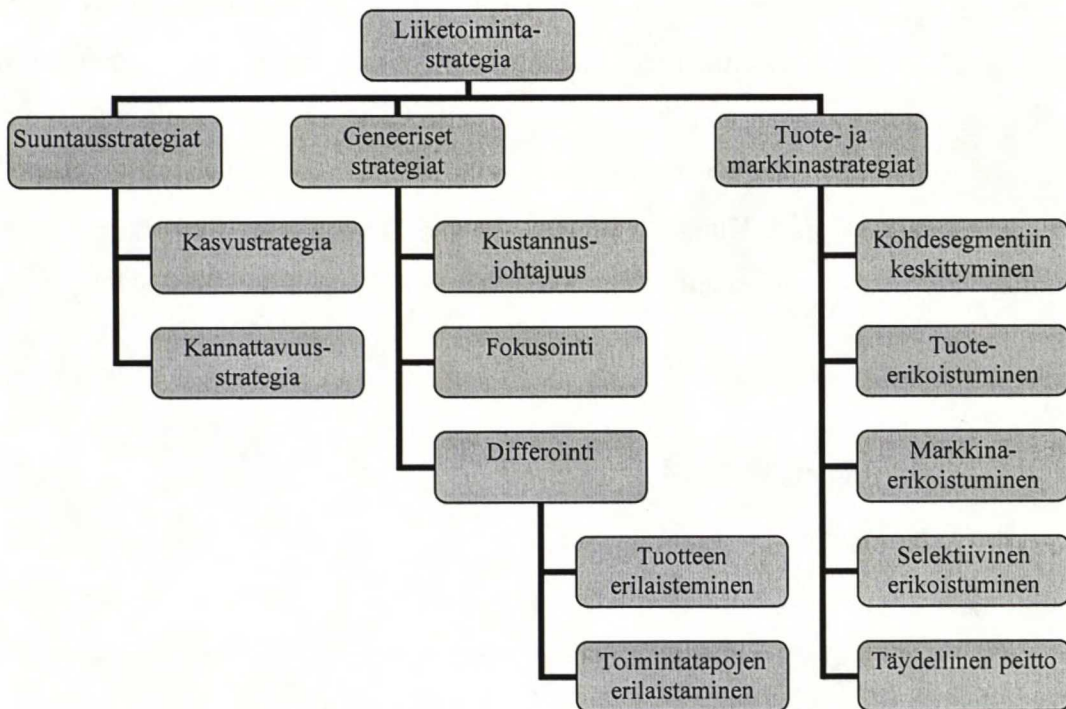 Liiketoiminta-
strategia
Suuntausstrategiat
Geneeriset
strategiat
Tuote- ja
markkinastrategiat
Kasvustrategia
Kannattavuus-
strategia
Kustannus-
johtajuus
Fokusointi
Differointi
Tuotteen
erilaisteminen
Toimintatapojen
erilaistaminen
Kohdesegmentiin
keskittyminen
Tuote-
erikoistuminen
Markkina-
erikoistuminen
Selektiivinen
erikoistuminen
Täydellinen peitto